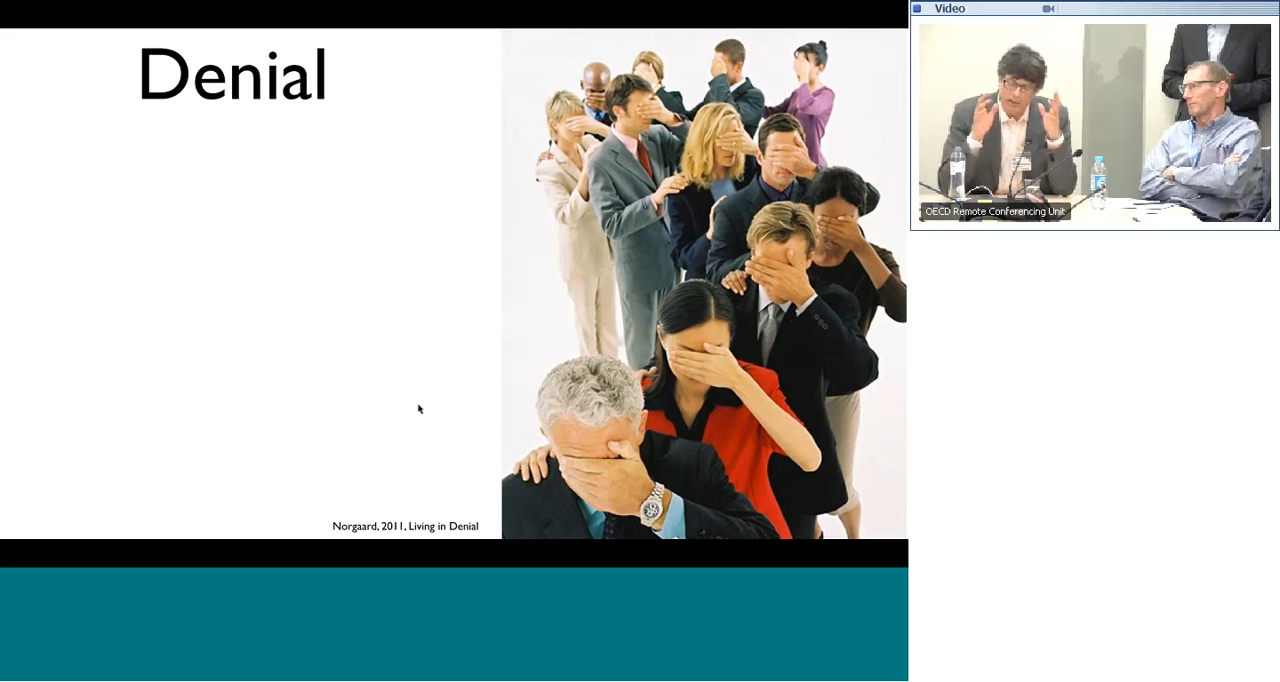 Denial
Norgaard, 2011, Living in Denial
Video
OECD Remote Conferencing Unit